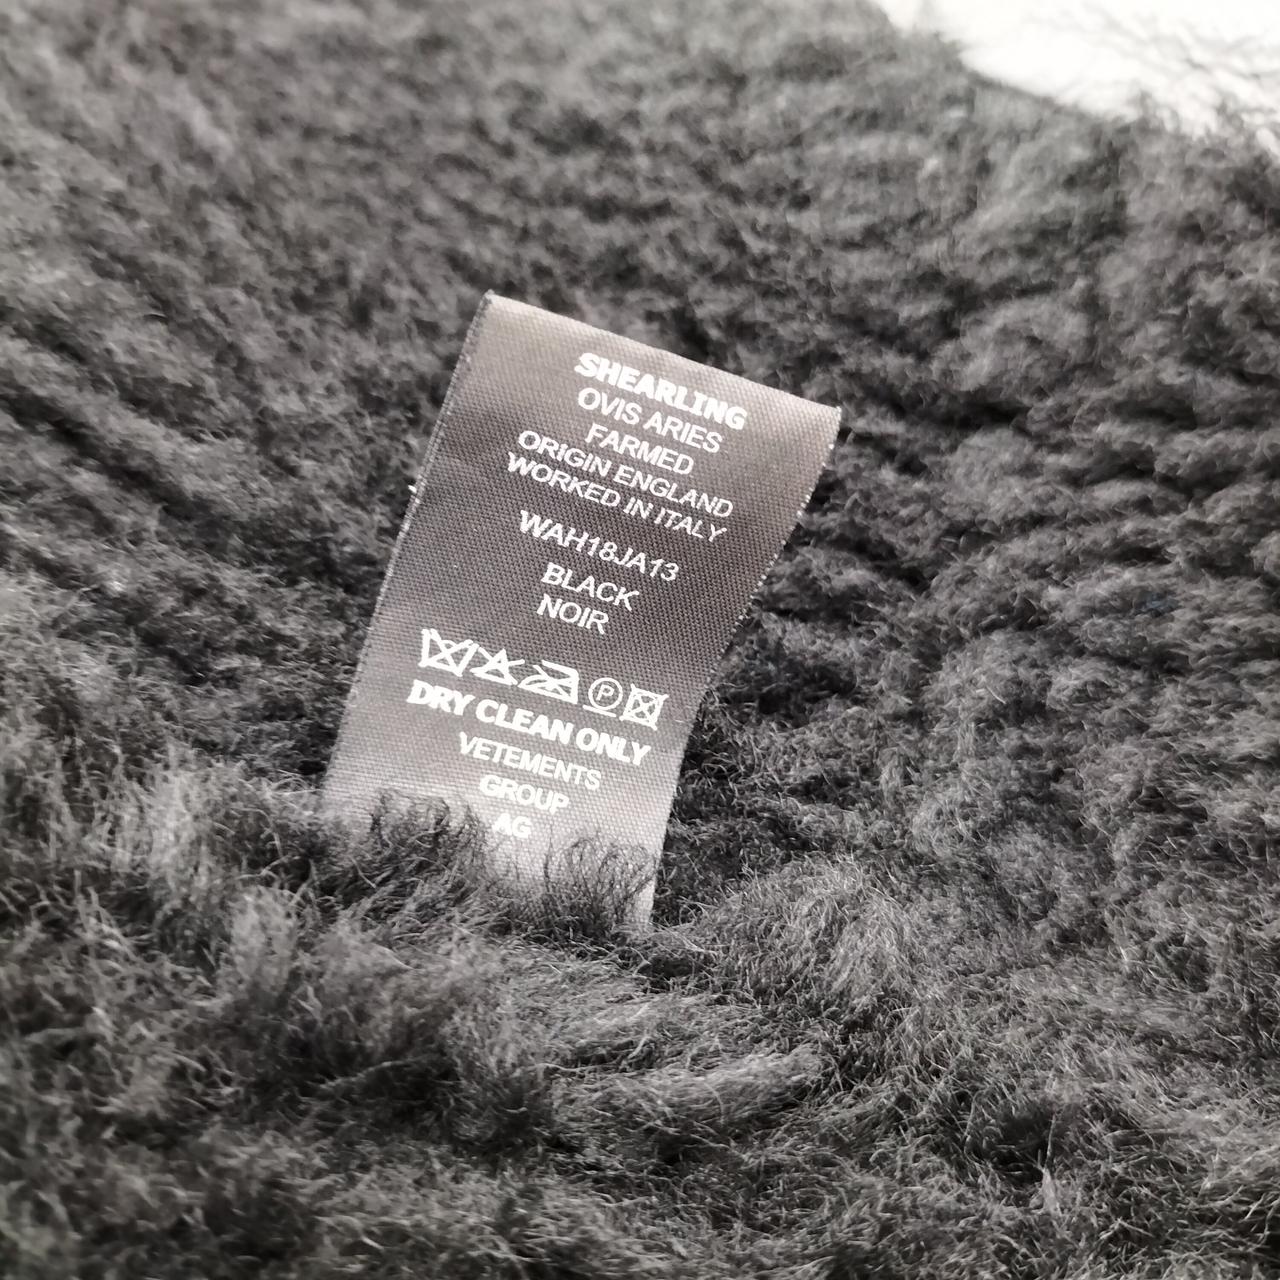 SHEARLING
OVIS ARIES
FARMED
ORIGIN ENGLAND
WORKED IN ITALY
WAH18JA13
BLACK
NOIR
P
DRY CLEAN ONLY
VETEMENTS
GROUP
AG